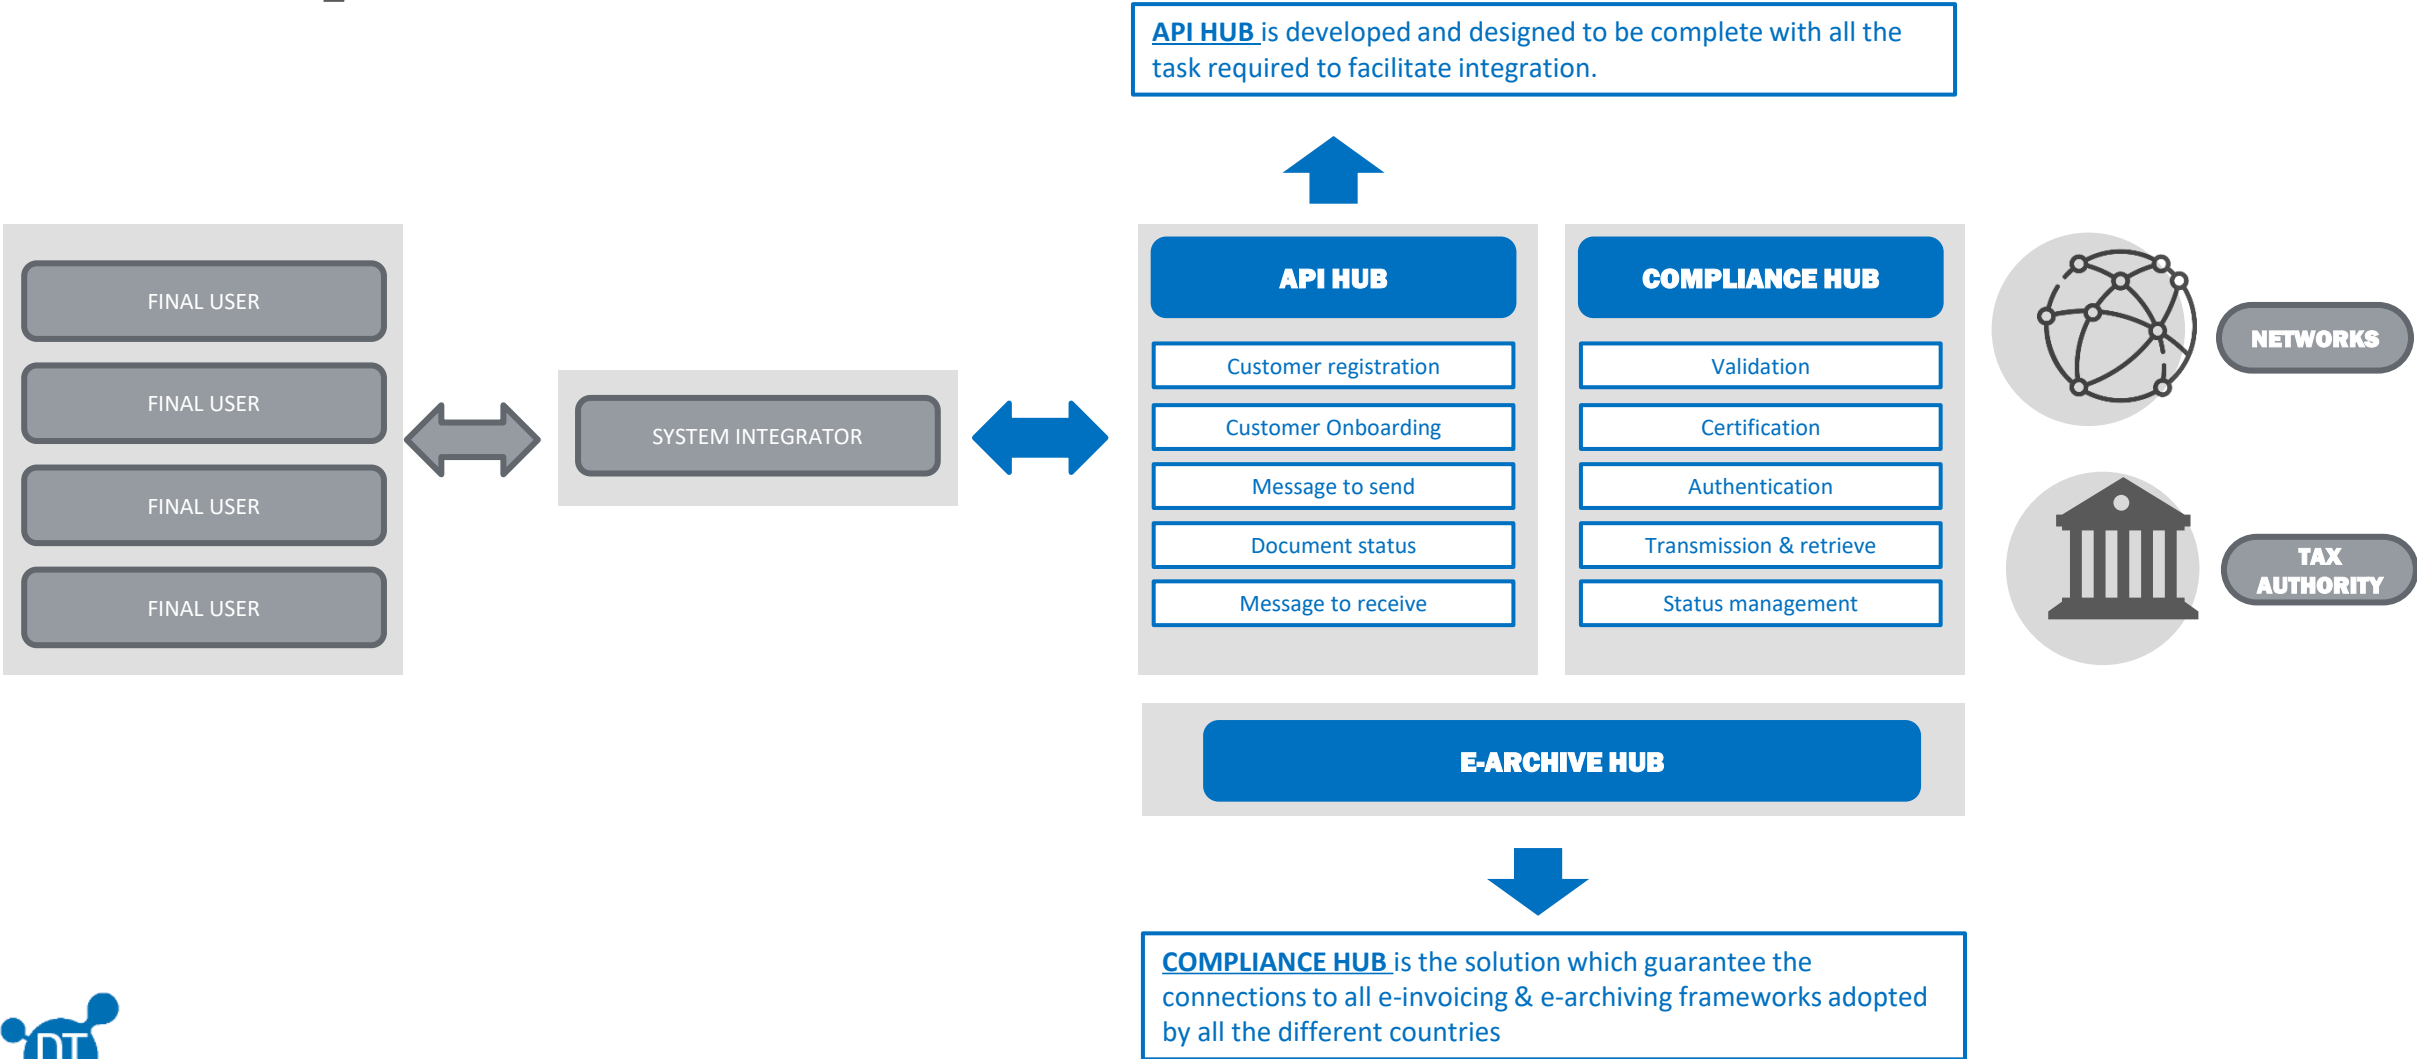 API HUB is developed and designed to be complete with all the
task required to facilitate integration.
FINAL USER
FINAL USER
FINAL USER
FINAL USER
SYSTEM INTEGRATOR
API HUB
Customer registration
Customer Onboarding
Message to send
Document status
Message to receive
COMPLIANCE HUB
Validation
Certification
Authentication
Transmission & retrieve
Status management
NETWORKS
TAX
AUTHORITY
E-ARCHIVE HUB
COMPLIANCE HUB is the solution which guarantee the
connections to all e-invoicing & e-archiving frameworks adopted
by all the different countries